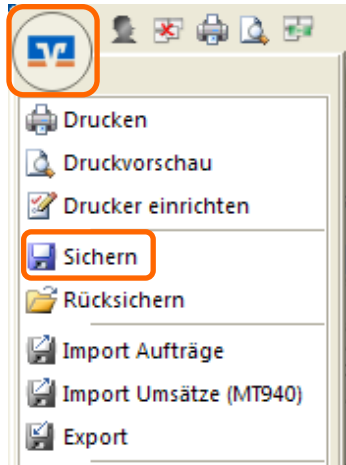 Drucken
Druckvorschau
Drucker einrichten
Sichern
Rücksichern
Import Aufträge
Import Umsätze (MT940)
Export